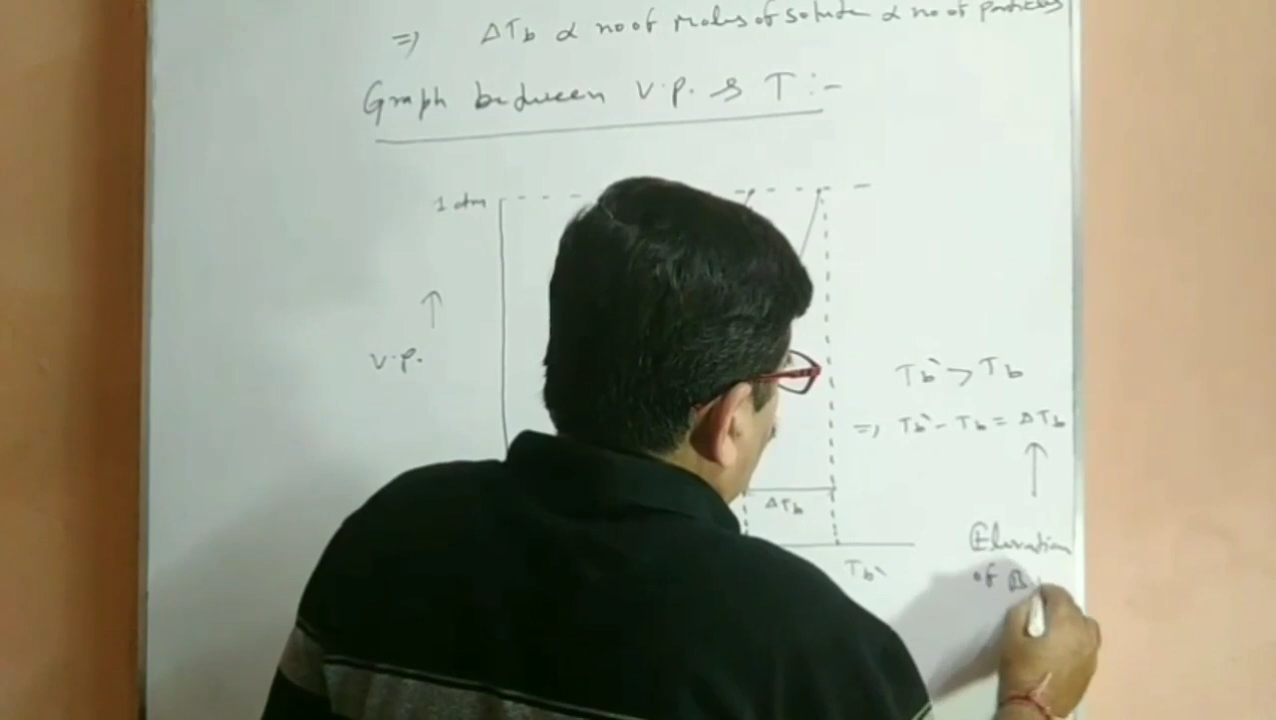 => ΔTb α no of moles of solute α no of particles
Graph between V.P. & T :-
1 atm
V.P.
Tb` > Tb
=> Tb` - Tb = ΔTb
ΔTb
Elevation
of B
Tb`